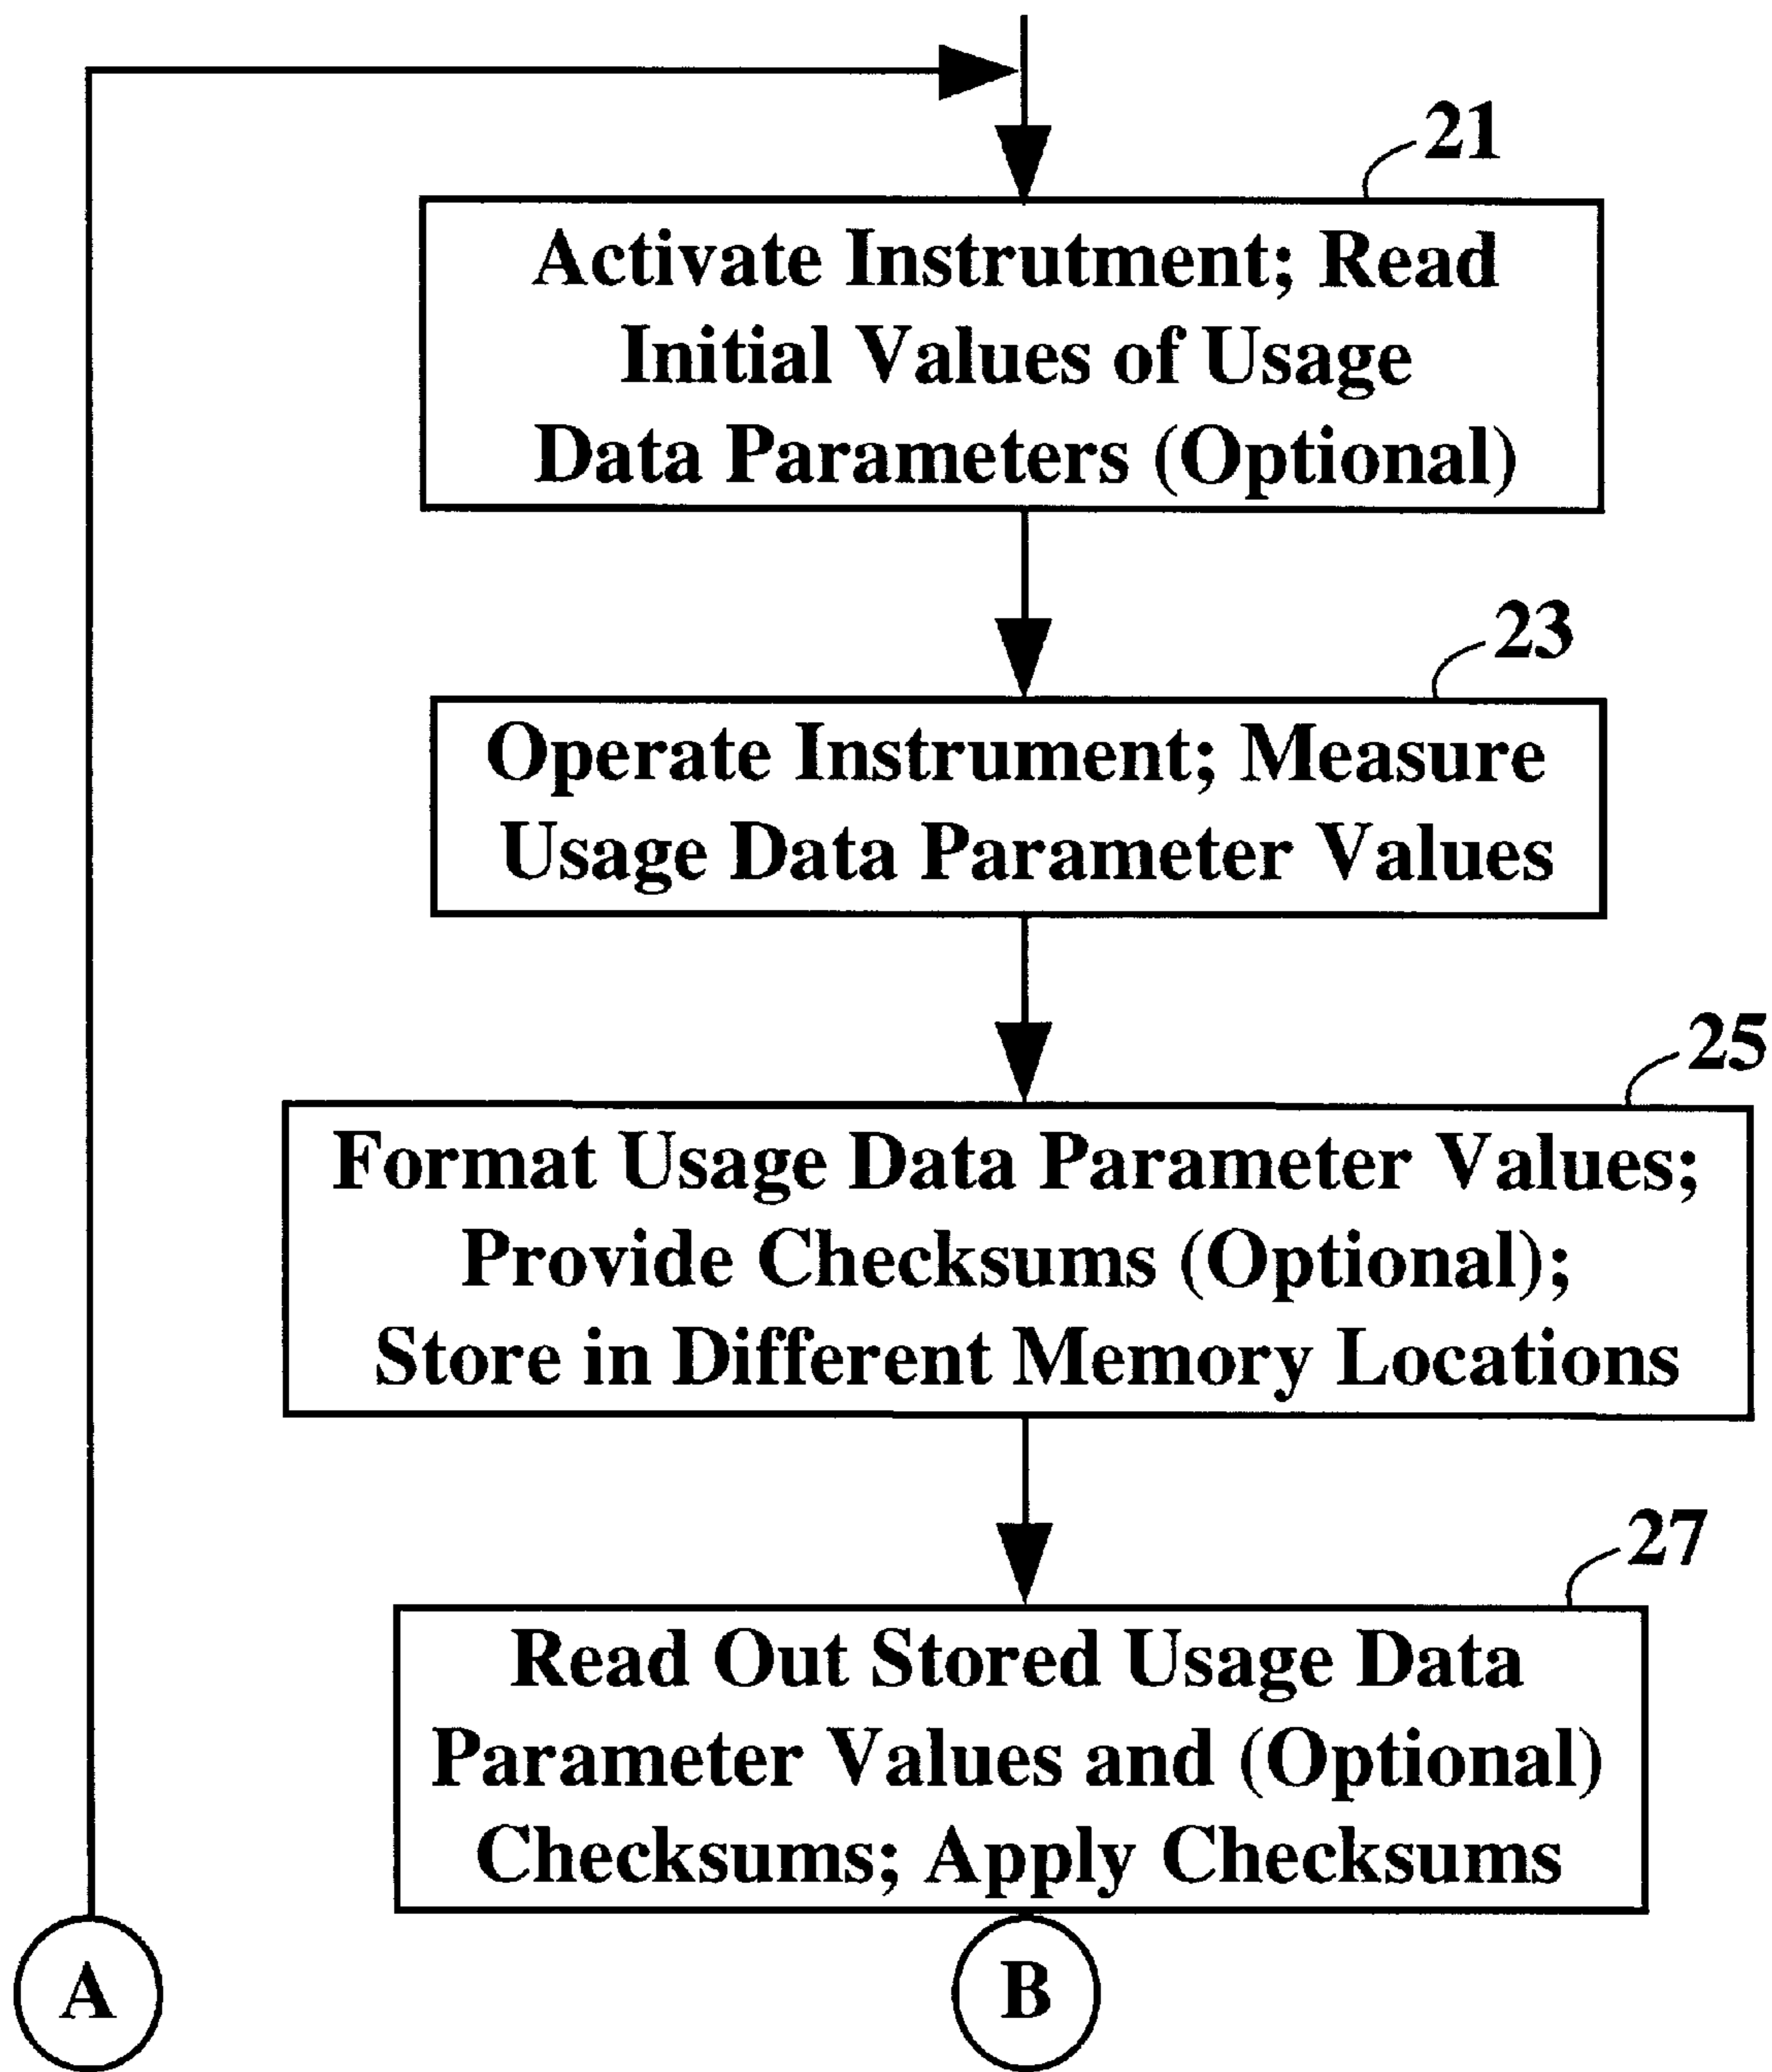 21
Activate Instrutment; Read
Initial Values of Usage
Data Parameters (Optional)
23
Operate Instrument; Measure
Usage Data Parameter Values
25
Format Usage Data Parameter Values;
Provide Checksums (Optional);
Store in Different Memory Locations
27
Read Out Stored Usage Data
Parameter Values and (Optional)
Checksums; Apply Checksums
A
B